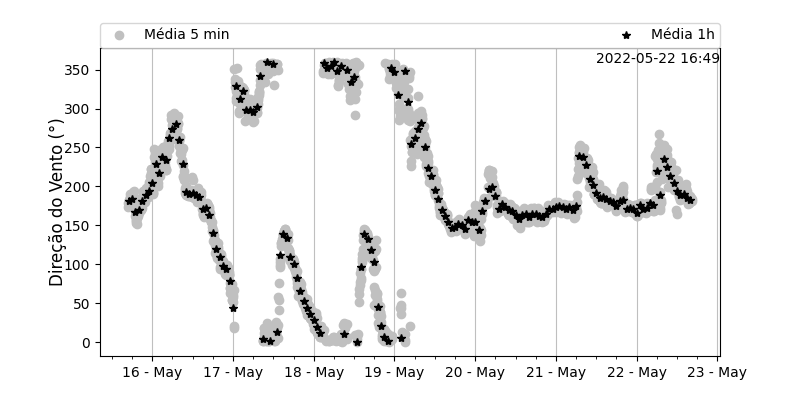 Média 5 min
Média 1h
2022-05-22 16:49
Direção do Vento (°)
350
300
250
200
150
100
50
0
16 - May
17 - May
18 - May
19 - May
20 - May
21 - May
22 - May
23 - May